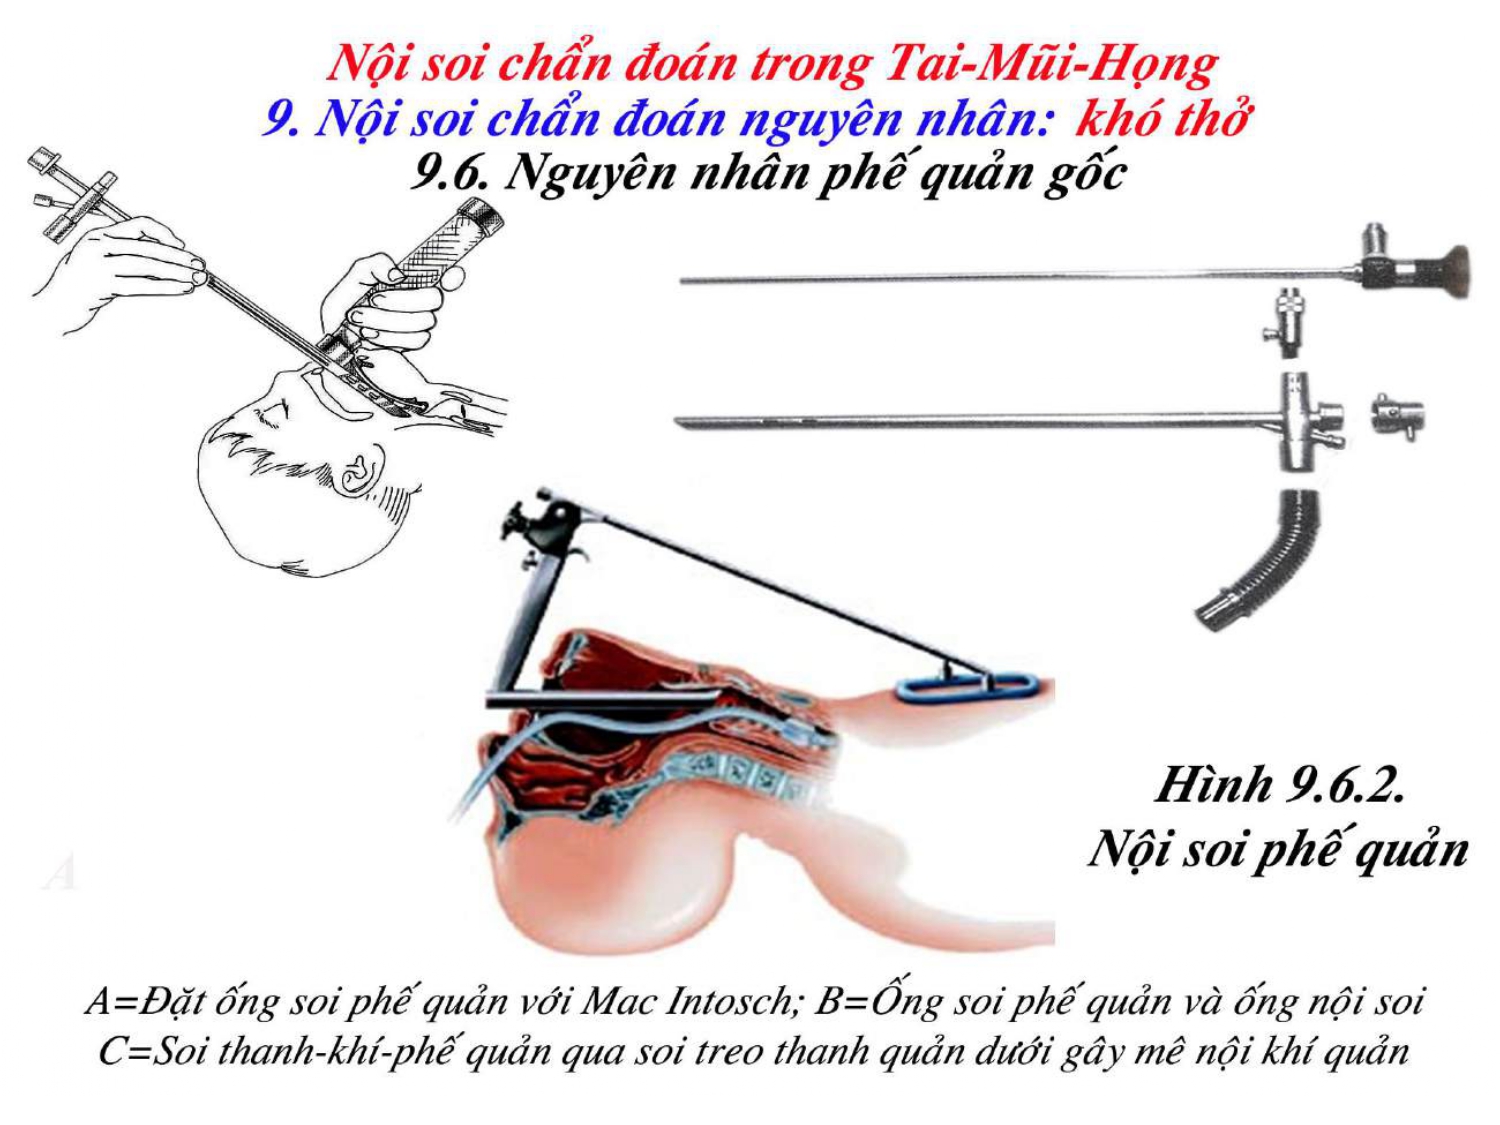 Nội soi chẩn đoán trong Tai-Mũi-Họng
9. Nội soi chẩn đoán nguyên nhân: khó thở
9.6. Nguyên nhân phế quản gốc
Hình 9.6.2.
Nội soi phế quản
A
A=Đặt ống soi phế quản với Mac Intosch; B=Ống soi phế quản và ống nội soi
C=Soi thanh-khí-phế quản qua soi treo thanh quản dưới gây mê nội khí quản